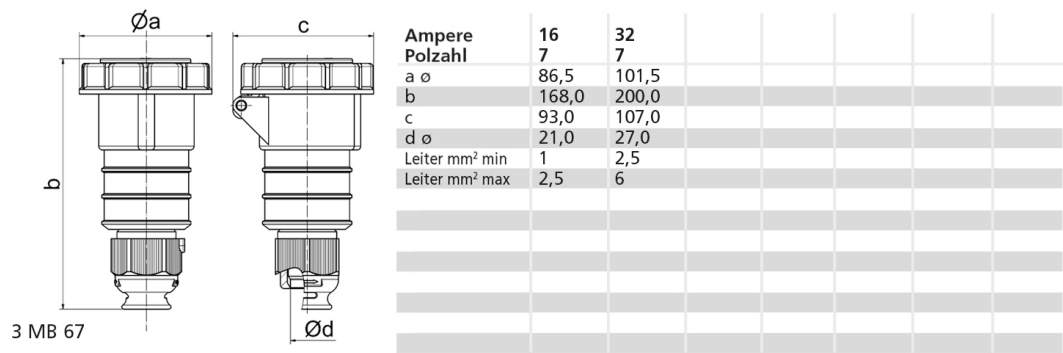 Øa
c
b
Ød
3 MB 67
Ampere 16 32
Polzahl 7 7
a ø 86,5 101,5
b 168,0 200,0
c 93,0 107,0
d ø 21,0 27,0
Leiter mm² min 1 2,5
Leiter mm² max 2,5 6